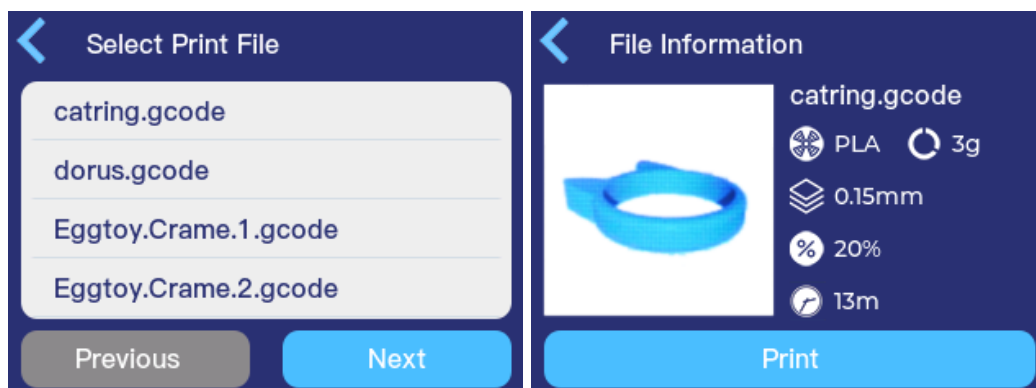 Select Print File
catring.gcode
dorus.gcode
Eggtoy.Crame.1.gcode
Eggtoy.Crame.2.gcode
Previous
Next
File Information
catring.gcode
PLA 3g
0.15mm
% 20%
13m
Print